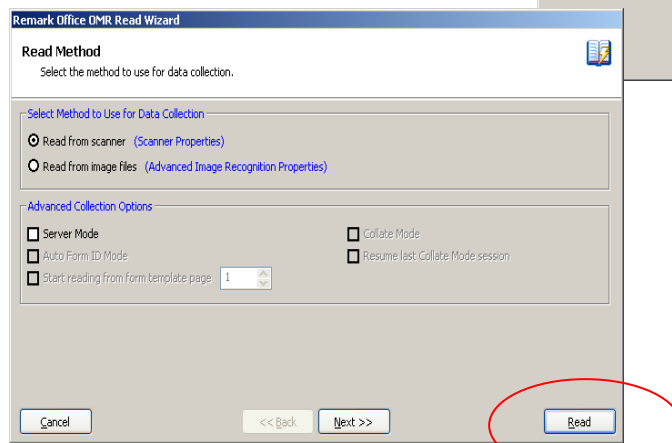 Remark Office OMR Read Wizard
Read Method
Select the method to use for data collection.
Select Method to Use for Data Collection
Read from scanner (Scanner Properties)
Read from image files (Advanced Image Recognition Properties)
Advanced Collection Options
Server Mode
Collate Mode
Auto Form ID Mode
Resume last Collate Mode session
Start reading from form template page 1
Cancel << Back Next >> Read